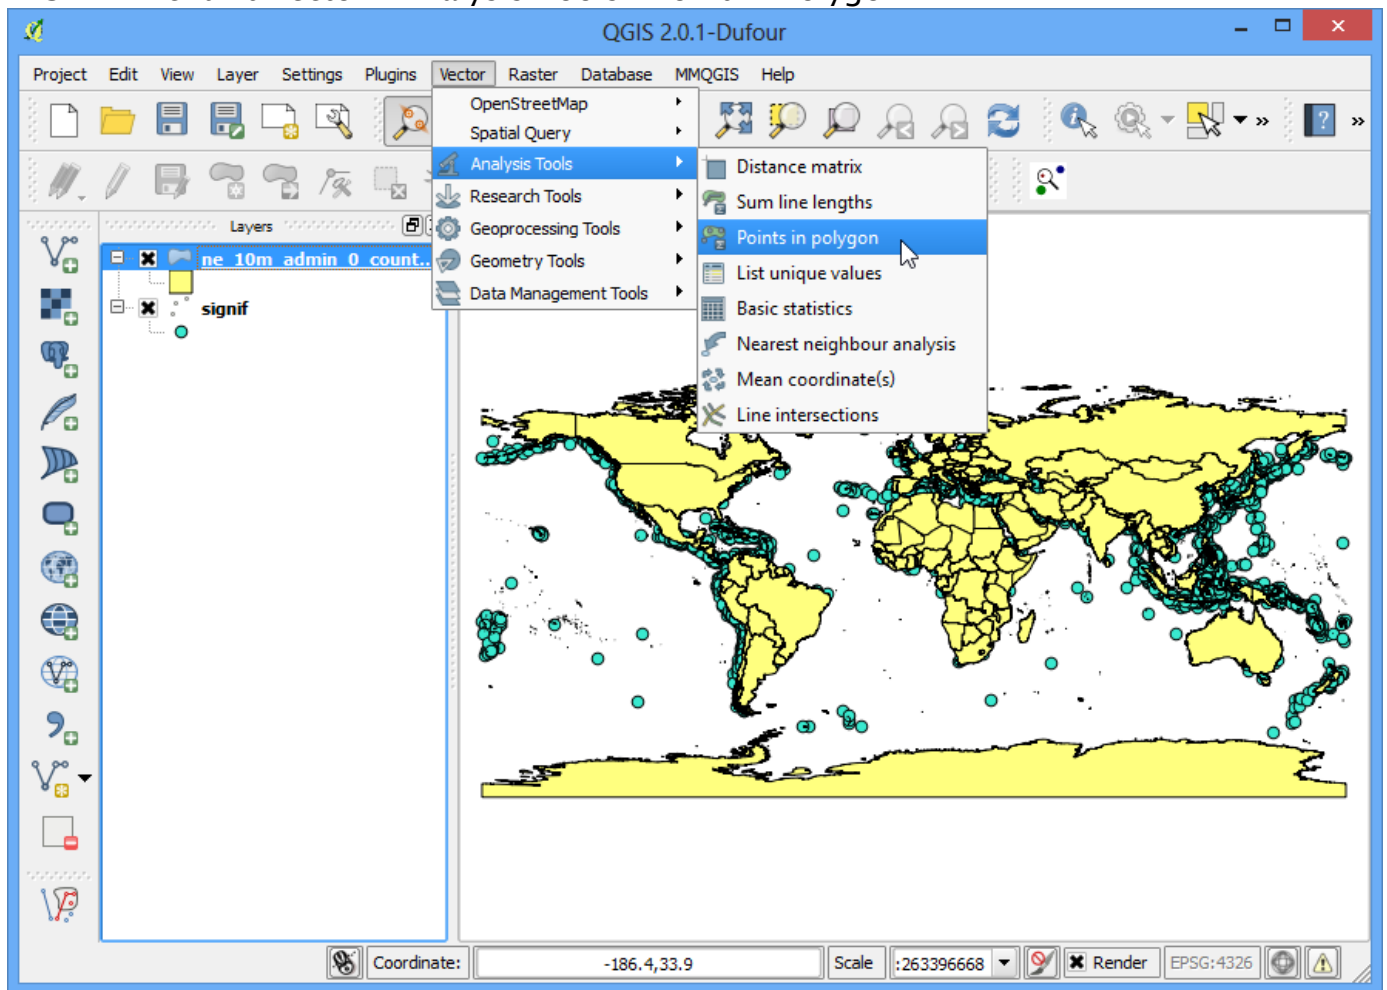 QGIS 2.0.1-Dufour
Project Edit View Layer Settings Plugins Vector Raster Database MMQGIS Help
OpenStreetMap
Spatial Query
Analysis Tools
Research Tools
Geoprocessing Tools
Geometry Tools
Data Management Tools
Distance matrix
Sum line lengths
Points in polygon
List unique values
Basic statistics
Nearest neighbour analysis
Mean coordinate(s)
Line intersections
Layers
ne_10m_admin_0_count...
signif
Coordinate: -186.4,33.9 Scale :263396668 Render EPSG:4326